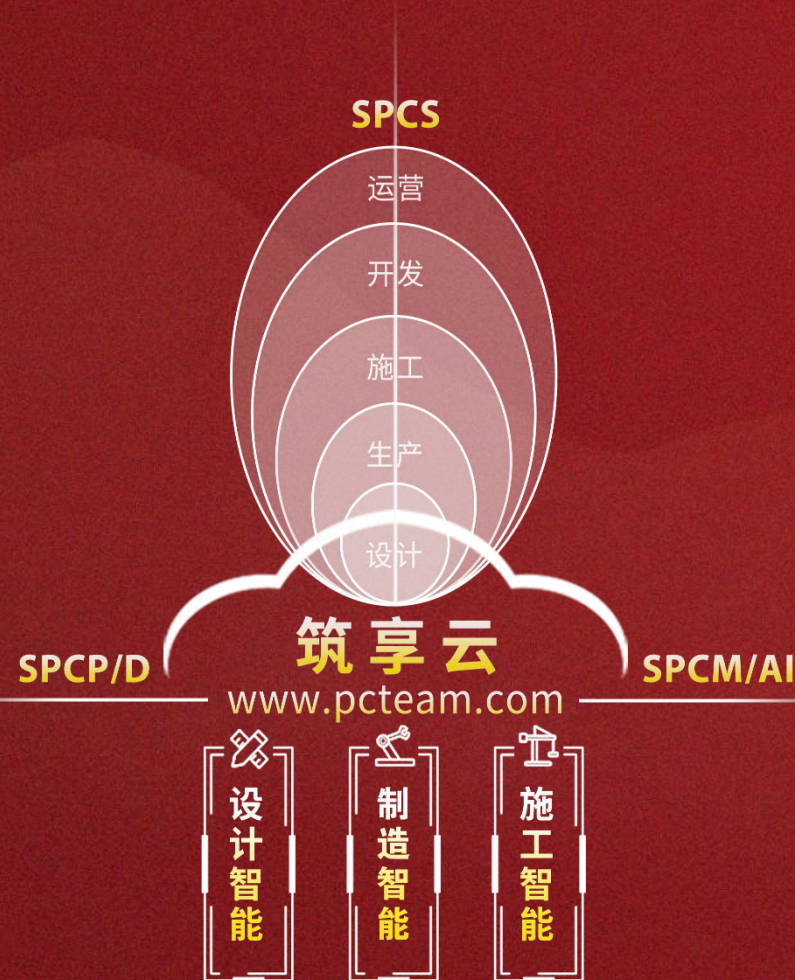 SPCS
运营
开发
施工
生产
设计
筑享云
SPCP/D
SPCM/AI
www.pcteam.com
设计智能
制造智能
施工智能